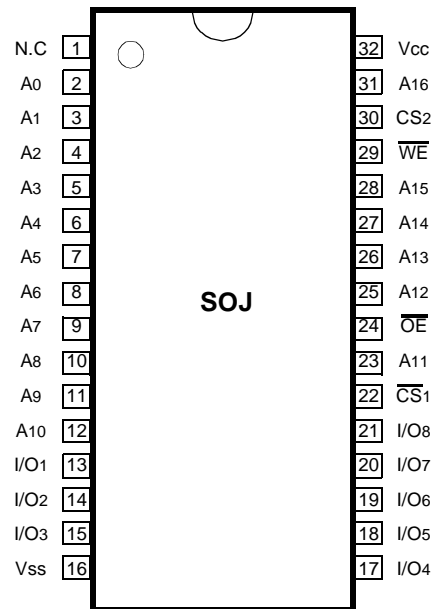 N.C 1 32 Vcc
A0 2 31 A16
A1 3 30 CS2
A2 4 29 W̅E̅
A3 5 28 A15
A4 6 27 A14
A5 7 26 A13
A6 8 25 A12
SOJ
A7 9 24 O̅E̅
A8 10 23 A11
A9 11 22 C̅S̅1
A10 12 21 I/O8
I/O1 13 20 I/O7
I/O2 14 19 I/O6
I/O3 15 18 I/O5
Vss 16 17 I/O4